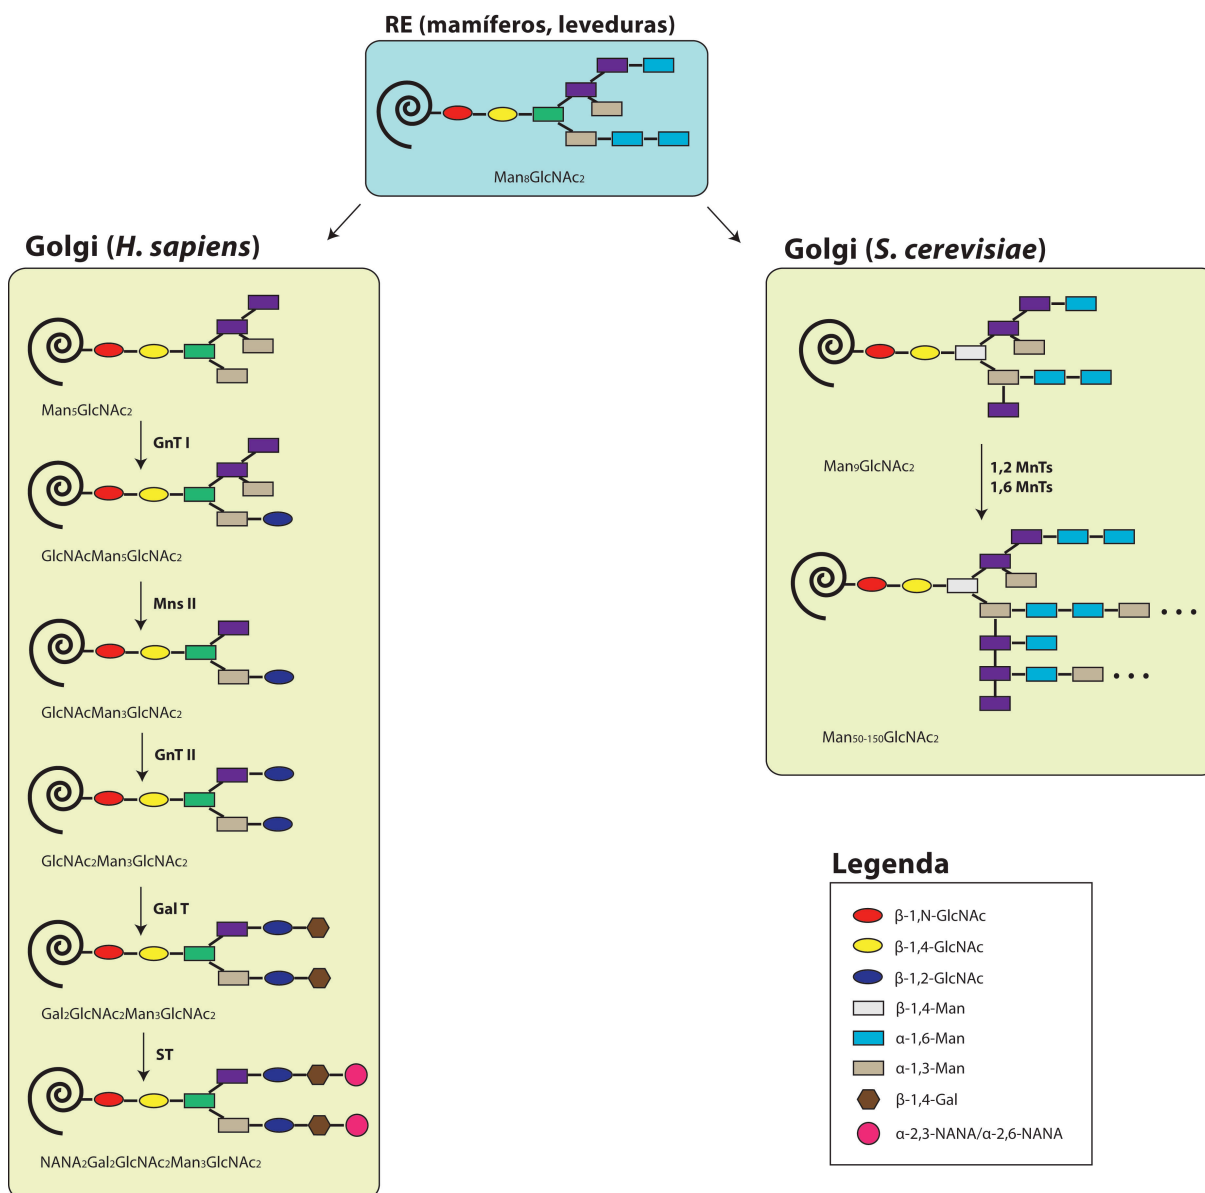 RE (mamíferos, leveduras)
Man₈GlcNAc₂
Golgi (H. sapiens)
Man₅GlcNAc₂
GnT I
GlcNAcMan₅GlcNAc₂
Mns II
GlcNAcMan₃GlcNAc₂
GnT II
GlcNAc₂Man₃GlcNAc₂
Gal T
Gal₂GlcNAc₂Man₃GlcNAc₂
ST
NANA₂Gal₂GlcNAc₂Man₃GlcNAc₂
Golgi (S. cerevisiae)
Man₉GlcNAc₂
1,2 MnTs
1,6 MnTs
Man₅₀₋₁₅₀GlcNAc₂
Legenda
β-1,N-GlcNAc
β-1,4-GlcNAc
β-1,2-GlcNAc
β-1,4-Man
α-1,6-Man
α-1,3-Man
β-1,4-Gal
α-2,3-NANA/α-2,6-NANA